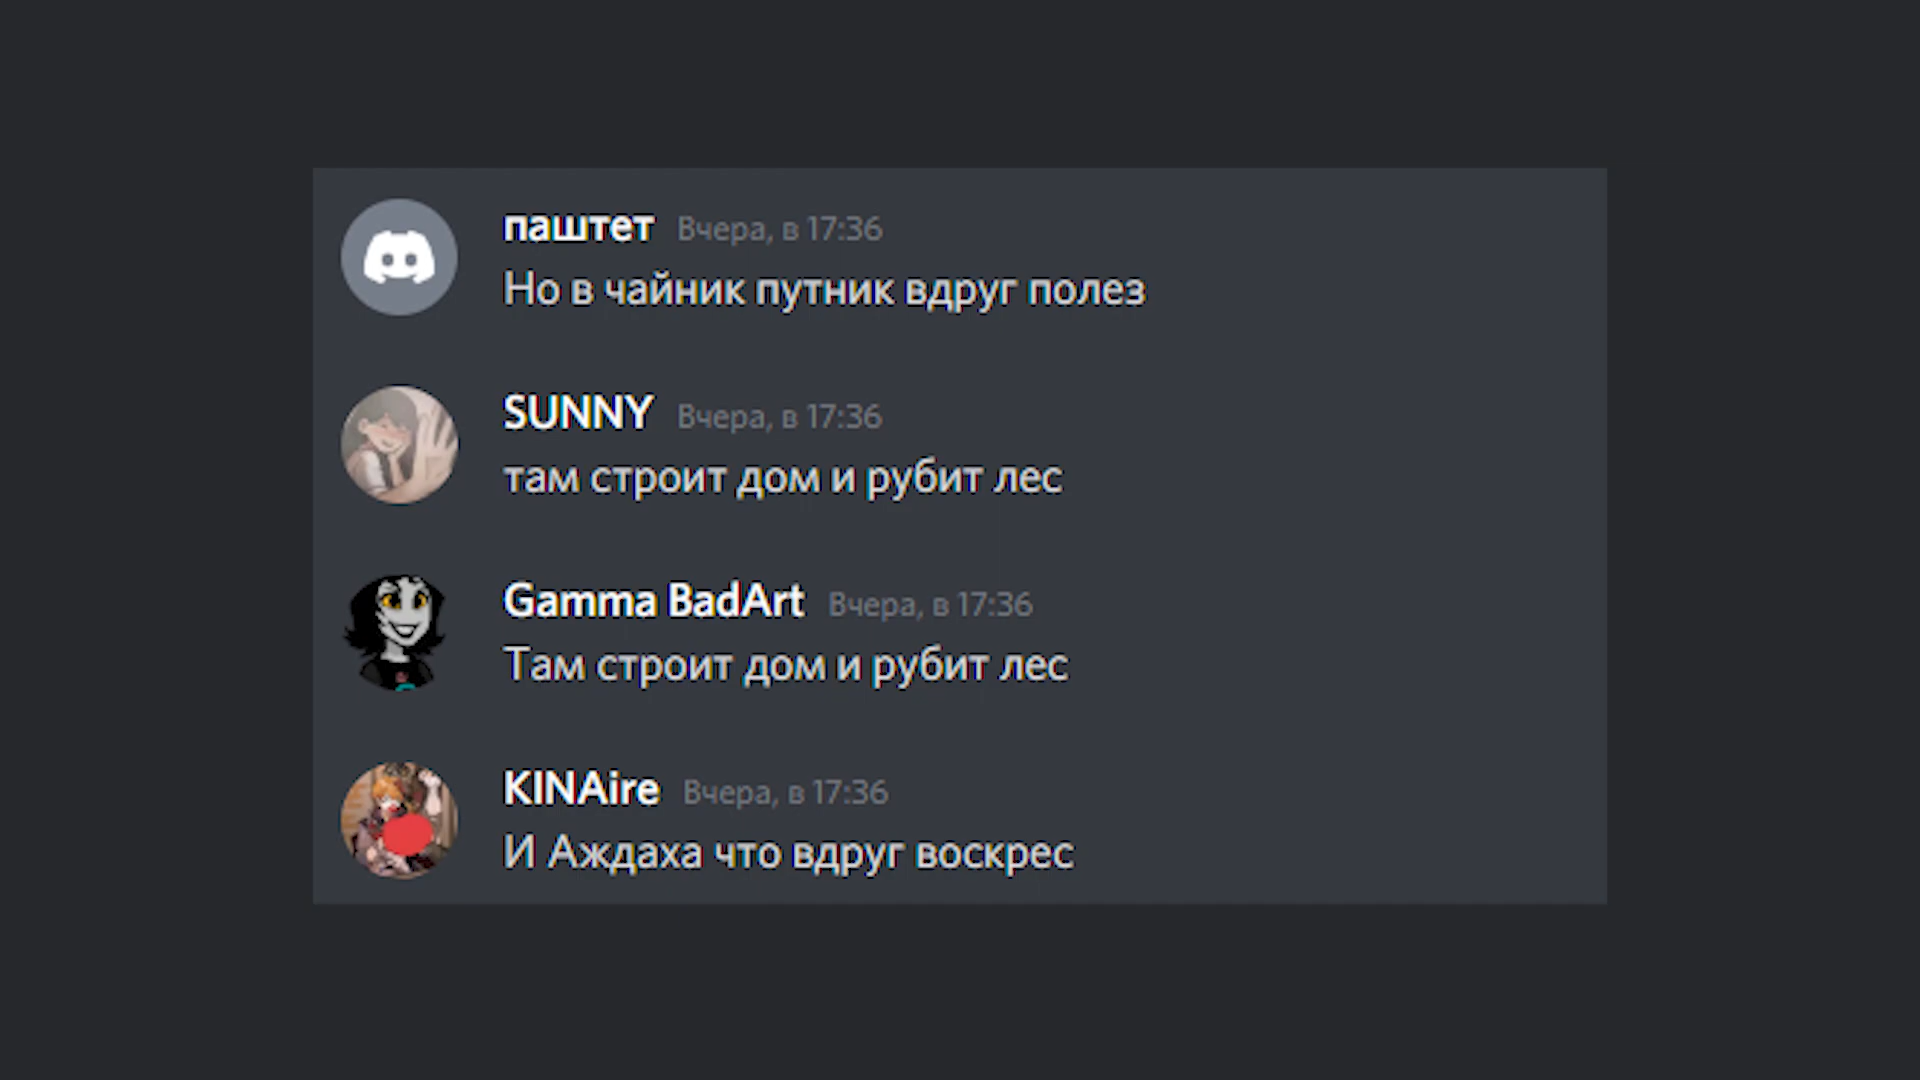 паштет Вчера, в 17:36
Но в чайник путник вдруг полез
SUNNY Вчера, в 17:36
там строит дом и рубит лес
Gamma BadArt Вчера, в 17:36
Там строит дом и рубит лес
KINAire Вчера, в 17:36
И Аждаха что вдруг воскрес